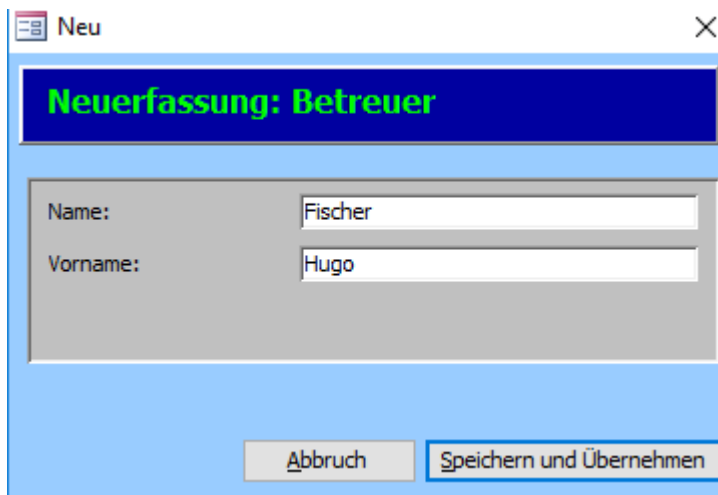 Neu
Neuerfassung: Betreuer
Name: Fischer
Vorname: Hugo
Abbruch Speichern und Übernehmen